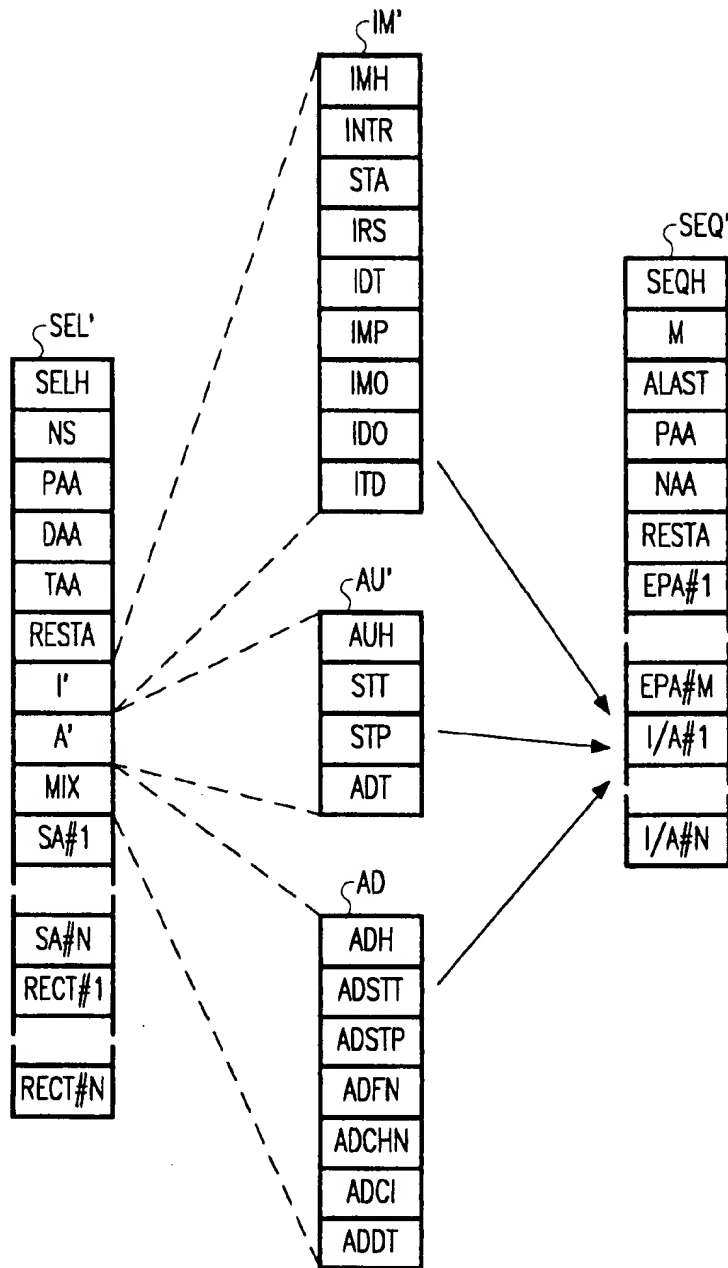 IM'
IMH
INTR
STA
IRS
IDT
IMP
IMO
IDO
ITD
SEQ'
SEQH
M
ALAST
PAA
NAA
RESTA
EPA#1
EPA#M
I/A#1
I/A#N
SEL'
SELH
NS
PAA
DAA
TAA
RESTA
I'
A'
MIX
SA#1
SA#N
RECT#1
RECT#N
AU'
AUH
STT
STP
ADT
AD
ADH
ADSTT
ADSTP
ADFN
ADCHN
ADCI
ADDT